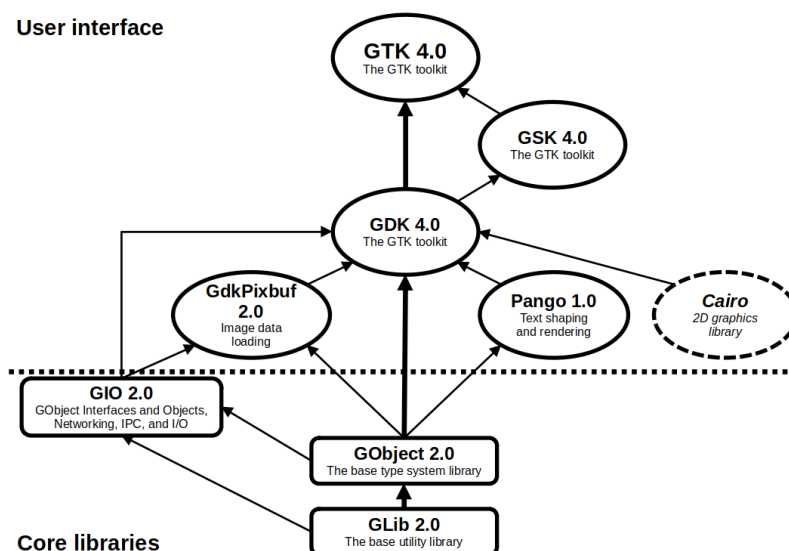 User interface
GTK 4.0
The GTK toolkit
GSK 4.0
The GTK toolkit
GDK 4.0
The GTK toolkit
GdkPixbuf
2.0
Image data
loading
Pango 1.0
Text shaping
and rendering
Cairo
2D graphics
library
GIO 2.0
GObject Interfaces and Objects,
Networking, IPC, and I/O
GObject 2.0
The base type system library
GLib 2.0
The base utility library
Core libraries